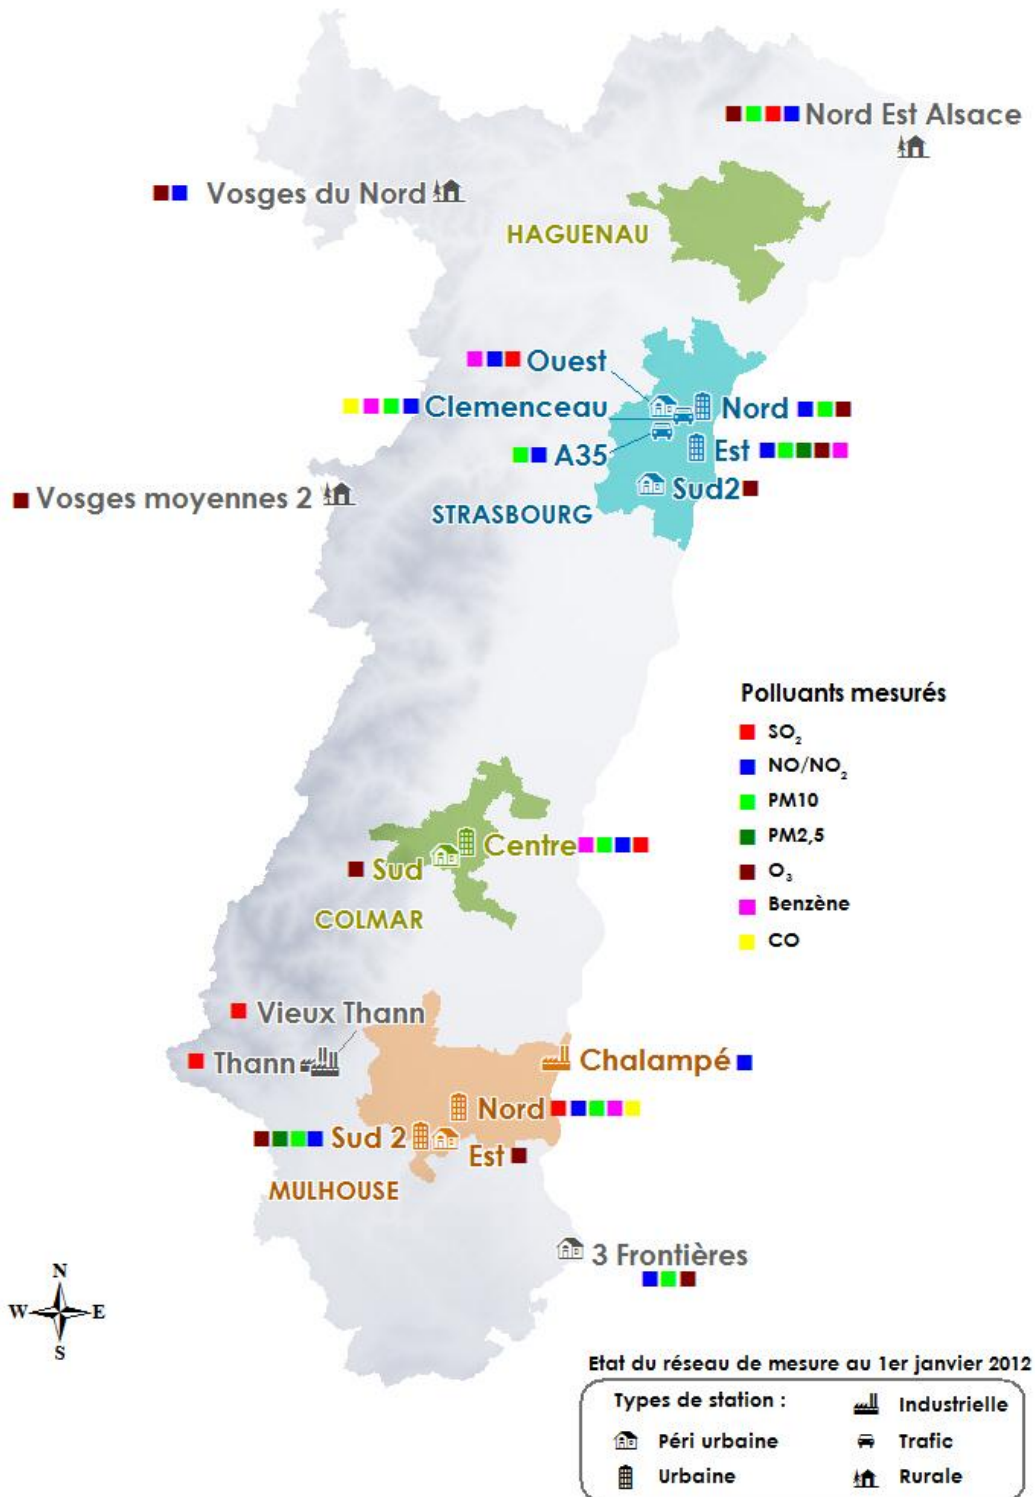 Nord Est Alsace
Vosges du Nord
HAGUENAU
Ouest
Clemenceau
Nord
A35
Est
Vosges moyennes 2
Sud2
STRASBOURG
Polluants mesurés
SO₂
NO/NO₂
PM10
PM2,5
O₃
Benzène
CO
Centre
Sud
COLMAR
Vieux Thann
Thann
Chalampé
Nord
Sud 2
Est
MULHOUSE
3 Frontières
N
W E
S
Etat du réseau de mesure au 1er janvier 2012
Types de station :
Industrielle
Péri urbaine
Trafic
Urbaine
Rurale